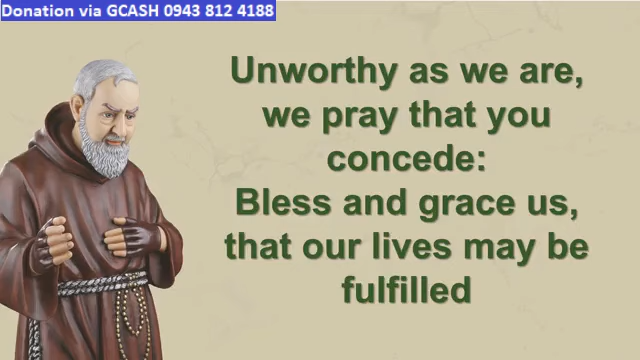 Donation via GCASH 0943 812 4188
Unworthy as we are,
we pray that you
concede:
Bless and grace us,
that our lives may be
fulfilled